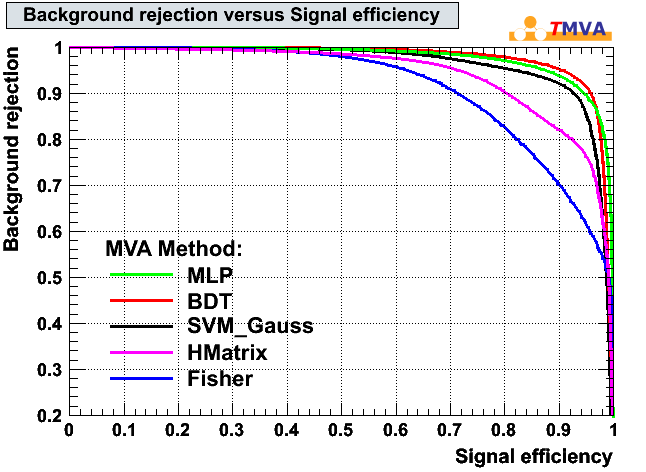 Background rejection versus Signal efficiency
TMVA
Background rejection
1
0.9
0.8
0.7
0.6
0.5
0.4
0.3
0.2
MVA Method:
MLP
BDT
SVM_Gauss
HMatrix
Fisher
0 0.1 0.2 0.3 0.4 0.5 0.6 0.7 0.8 0.9 1
Signal efficiency